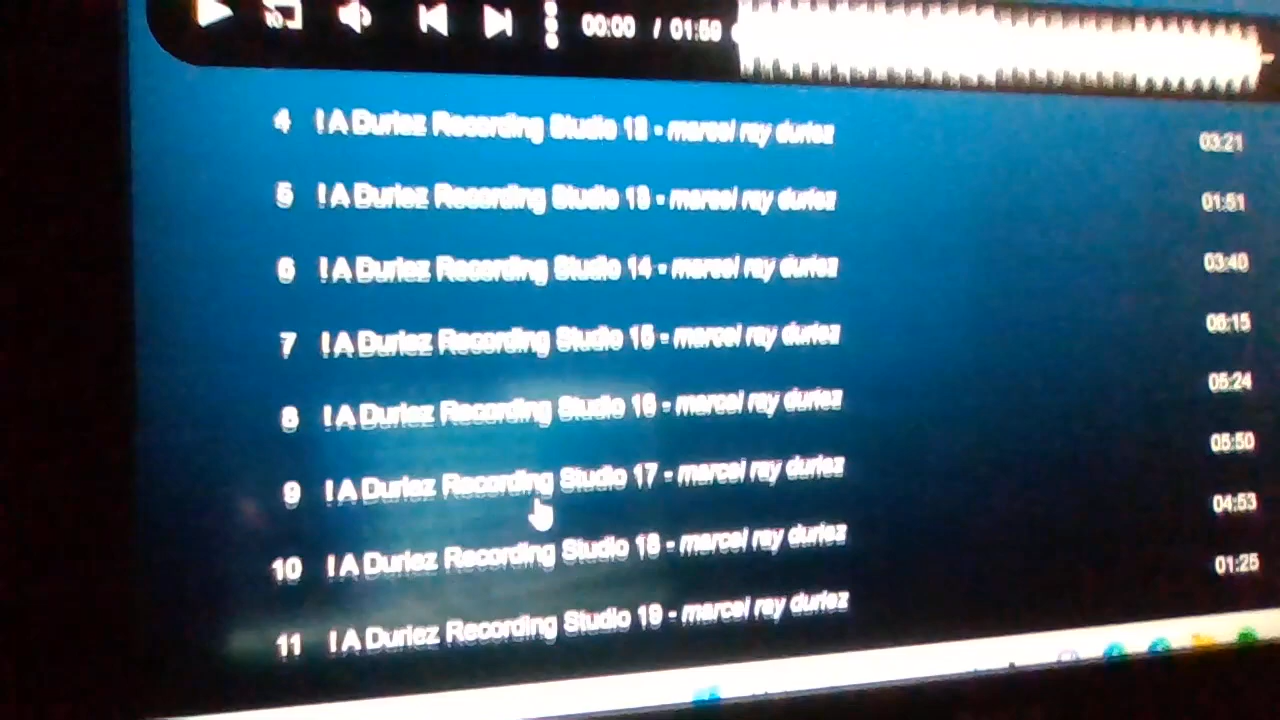 00:00 / 01:59
4 ! A Duriez Recording Studio 12 - marcel ray duriez 03:21
5 ! A Duriez Recording Studio 13 - marcel ray duriez 01:51
6 ! A Duriez Recording Studio 14 - marcel ray duriez 03:40
7 ! A Duriez Recording Studio 15 - marcel ray duriez 05:15
8 ! A Duriez Recording Studio 16 - marcel ray duriez 05:24
9 ! A Duriez Recording Studio 17 - marcel ray duriez 05:50
10 ! A Duriez Recording Studio 18 - marcel ray duriez 04:53
11 ! A Duriez Recording Studio 19 - marcel ray duriez 01:25